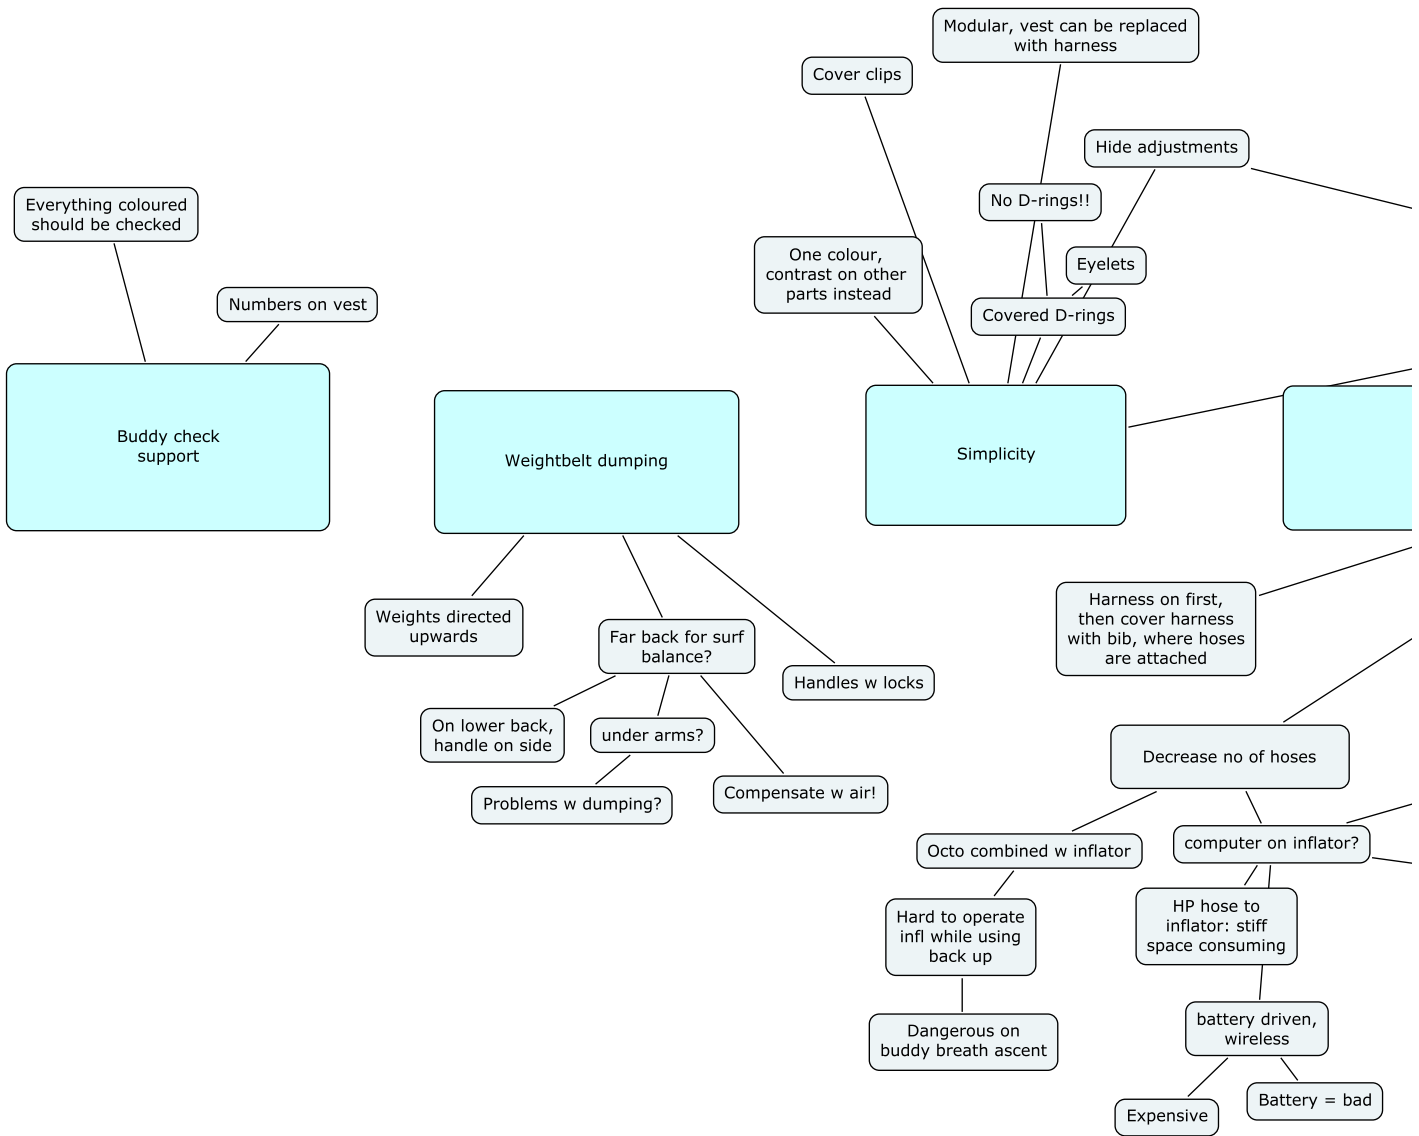 Modular, vest can be replaced
with harness
Cover clips
Hide adjustments
Everything coloured
should be checked
No D-rings!!
One colour,
contrast on other
parts instead
Eyelets
Numbers on vest
Covered D-rings
Buddy check
support
Weightbelt dumping
Simplicity
Weights directed
upwards
Far back for surf
balance?
Handles w locks
Harness on first,
then cover harness
with bib, where hoses
are attached
On lower back,
handle on side
under arms?
Problems w dumping?
Compensate w air!
Decrease no of hoses
Octo combined w inflator
computer on inflator?
Hard to operate
infl while using
back up
HP hose to
inflator: stiff
space consuming
Dangerous on
buddy breath ascent
battery driven,
wireless
Expensive
Battery = bad